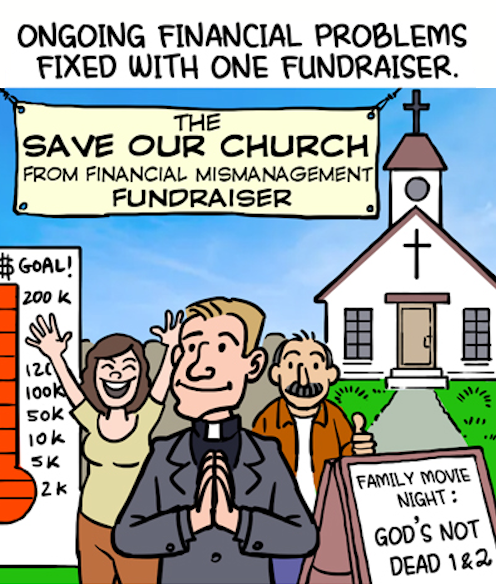 ONGOING FINANCIAL PROBLEMS
FIXED WITH ONE FUNDRAISER.
THE
SAVE OUR CHURCH
FROM FINANCIAL MISMANAGEMENT
FUNDRAISER
$ GOAL!
200 K
100K
50K
10K
5K
2K
FAMILY MOVIE
NIGHT:
GOD'S NOT
DEAD 1 & 2